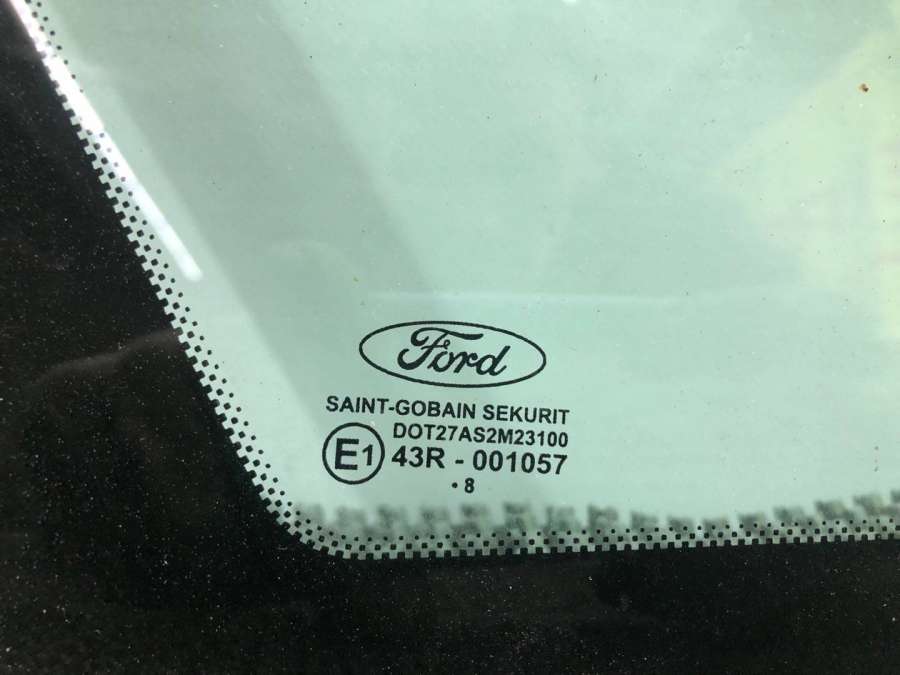 Ford
SAINT-GOBAIN SEKURIT
DOT27AS2M23100
E1 43R - 001057
· 8